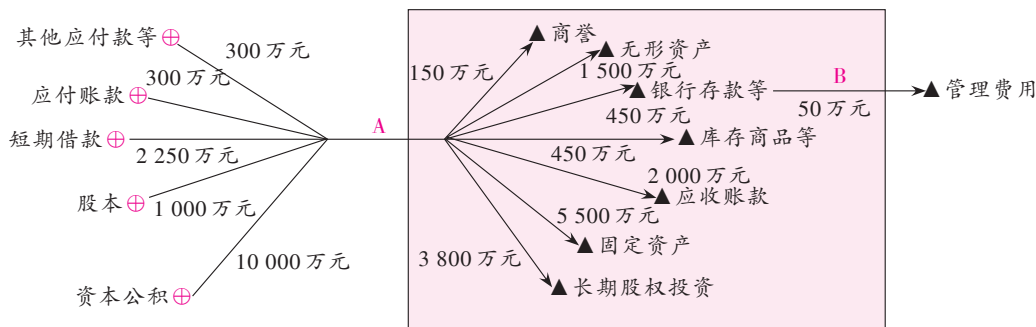 其他应付款等
300万元
应付账款
300万元
短期借款
2 250万元
股本
1 000万元
资本公积
10 000万元
A
商誉
150万元
无形资产
1 500万元
银行存款等
450万元
B
50万元
管理费用
库存商品等
450万元
应收账款
2 000万元
固定资产
5 500万元
长期股权投资
3 800万元